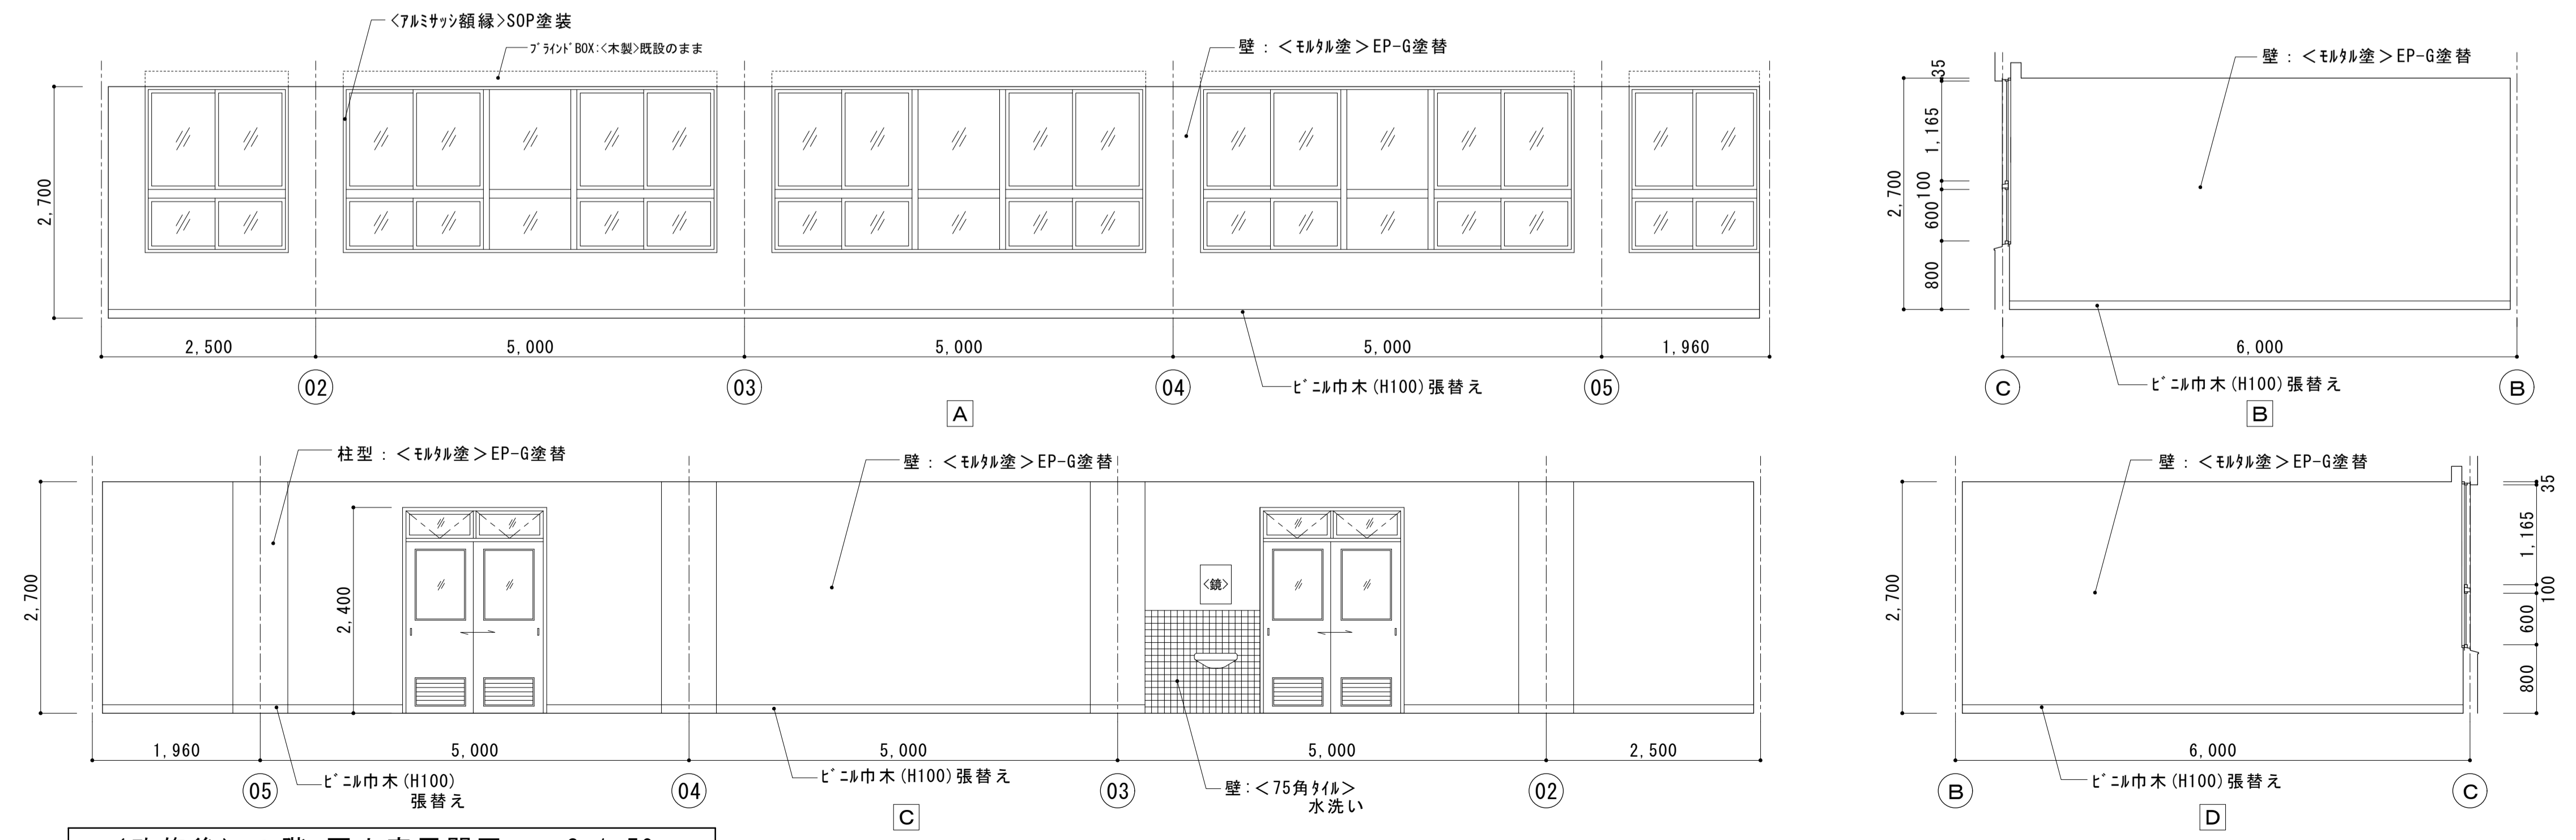 <ｱﾙﾐｻｯｼ額縁>SOP塗装
ﾌﾞﾗｲﾝﾄﾞBOX:<木製>既設のまま
壁：＜ﾓﾙﾀﾙ塗＞EP-G塗替
2,700
2,500
5,000
5,000
5,000
1,960
02
03
04
05
ﾋﾞﾆﾙ巾木(H100)張替え
A
壁：＜ﾓﾙﾀﾙ塗＞EP-G塗替
2,700
35
1,165
100
600
800
6,000
C
B
ﾋﾞﾆﾙ巾木(H100)張替え
B
柱型：＜ﾓﾙﾀﾙ塗＞EP-G塗替
壁：＜ﾓﾙﾀﾙ塗＞EP-G塗替
2,700
2,400
<鏡>
1,960
5,000
5,000
5,000
2,500
05
04
03
02
ﾋﾞﾆﾙ巾木(H100)
張替え
ﾋﾞﾆﾙ巾木(H100)張替え
壁:＜75角ﾀｲﾙ＞
水洗い
C
壁：＜ﾓﾙﾀﾙ塗＞EP-G塗替
2,700
35
1,165
100
600
800
6,000
B
C
ﾋﾞﾆﾙ巾木(H100)張替え
D